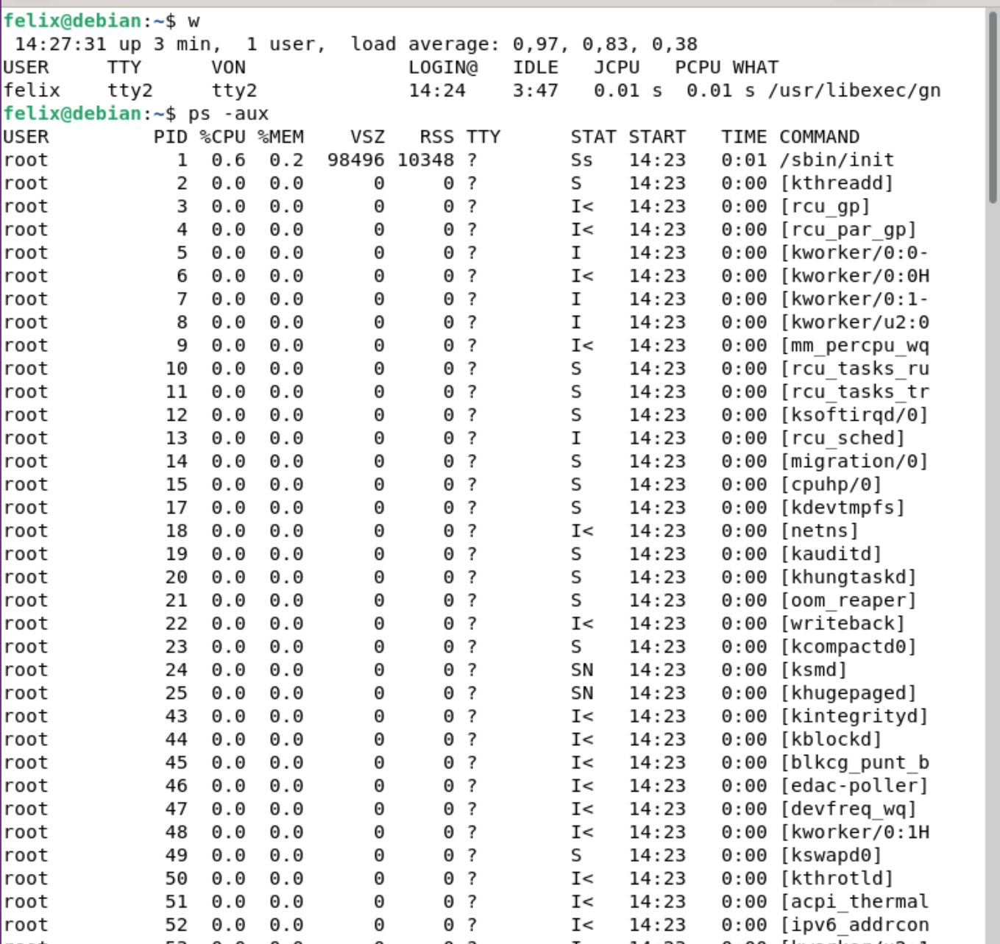 felix@debian:~$ w
 14:27:31 up 3 min,  1 user,  load average: 0,97, 0,83, 0,38
USER     TTY      VON              LOGIN@   IDLE   JCPU   PCPU WHAT
felix    tty2     tty2             14:24    3:47   0.01 s  0.01 s /usr/libexec/gn
felix@debian:~$ ps -aux
USER         PID %CPU %MEM    VSZ   RSS TTY      STAT START   TIME COMMAND
root           1  0.6  0.2  98496 10348 ?        Ss   14:23   0:01 /sbin/init
root           2  0.0  0.0      0     0 ?        S    14:23   0:00 [kthreadd]
root           3  0.0  0.0      0     0 ?        I<   14:23   0:00 [rcu_gp]
root           4  0.0  0.0      0     0 ?        I<   14:23   0:00 [rcu_par_gp]
root           5  0.0  0.0      0     0 ?        I    14:23   0:00 [kworker/0:0-
root           6  0.0  0.0      0     0 ?        I<   14:23   0:00 [kworker/0:0H
root           7  0.0  0.0      0     0 ?        I    14:23   0:00 [kworker/0:1-
root           8  0.0  0.0      0     0 ?        I    14:23   0:00 [kworker/u2:0
root           9  0.0  0.0      0     0 ?        I<   14:23   0:00 [mm_percpu_wq
root          10  0.0  0.0      0     0 ?        S    14:23   0:00 [rcu_tasks_ru
root          11  0.0  0.0      0     0 ?        S    14:23   0:00 [rcu_tasks_tr
root          12  0.0  0.0      0     0 ?        S    14:23   0:00 [ksoftirqd/0]
root          13  0.0  0.0      0     0 ?        I    14:23   0:00 [rcu_sched]
root          14  0.0  0.0      0     0 ?        S    14:23   0:00 [migration/0]
root          15  0.0  0.0      0     0 ?        S    14:23   0:00 [cpuhp/0]
root          17  0.0  0.0      0     0 ?        S    14:23   0:00 [kdevtmpfs]
root          18  0.0  0.0      0     0 ?        I<   14:23   0:00 [netns]
root          19  0.0  0.0      0     0 ?        S    14:23   0:00 [kauditd]
root          20  0.0  0.0      0     0 ?        S    14:23   0:00 [khungtaskd]
root          21  0.0  0.0      0     0 ?        S    14:23   0:00 [oom_reaper]
root          22  0.0  0.0      0     0 ?        I<   14:23   0:00 [writeback]
root          23  0.0  0.0      0     0 ?        S    14:23   0:00 [kcompactd0]
root          24  0.0  0.0      0     0 ?        SN   14:23   0:00 [ksmd]
root          25  0.0  0.0      0     0 ?        SN   14:23   0:00 [khugepaged]
root          43  0.0  0.0      0     0 ?        I<   14:23   0:00 [kintegrityd]
root          44  0.0  0.0      0     0 ?        I<   14:23   0:00 [kblockd]
root          45  0.0  0.0      0     0 ?        I<   14:23   0:00 [blkcg_punt_b
root          46  0.0  0.0      0     0 ?        I<   14:23   0:00 [edac-poller]
root          47  0.0  0.0      0     0 ?        I<   14:23   0:00 [devfreq_wq]
root          48  0.0  0.0      0     0 ?        I<   14:23   0:00 [kworker/0:1H
root          49  0.0  0.0      0     0 ?        S    14:23   0:00 [kswapd0]
root          50  0.0  0.0      0     0 ?        I<   14:23   0:00 [kthrotld]
root          51  0.0  0.0      0     0 ?        I<   14:23   0:00 [acpi_thermal
root          52  0.0  0.0      0     0 ?        I<   14:23   0:00 [ipv6_addrcon